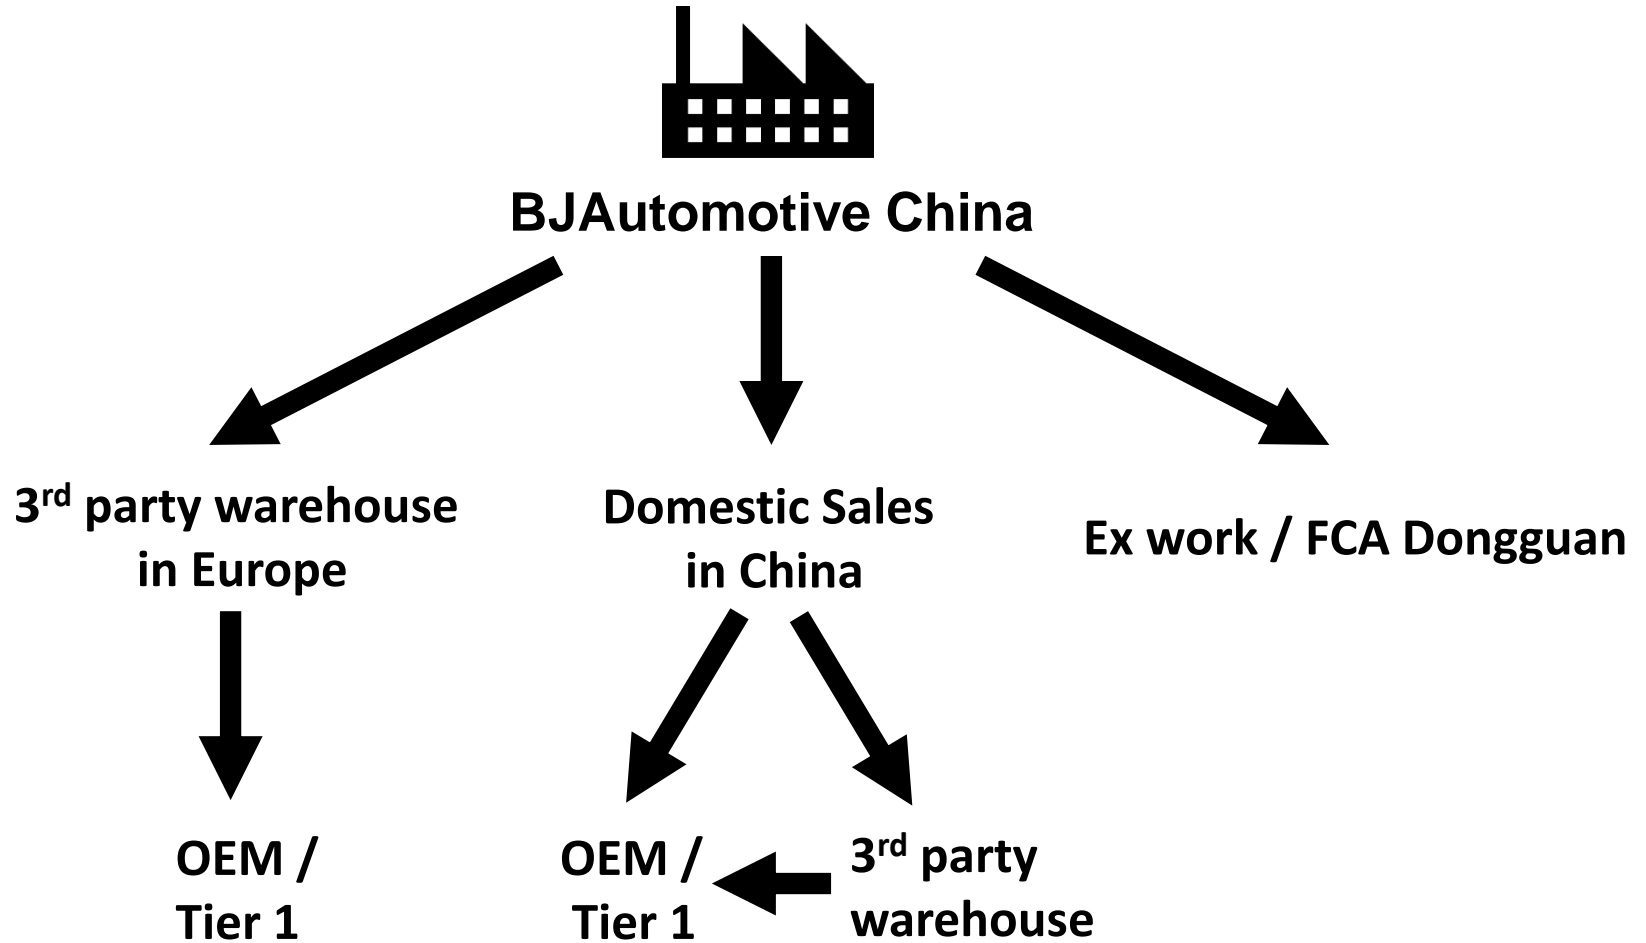 BJAutomotive China
3rd party warehouse
in Europe
Domestic Sales
in China
Ex work / FCA Dongguan
OEM /
Tier 1
OEM /
Tier 1
3rd party
warehouse